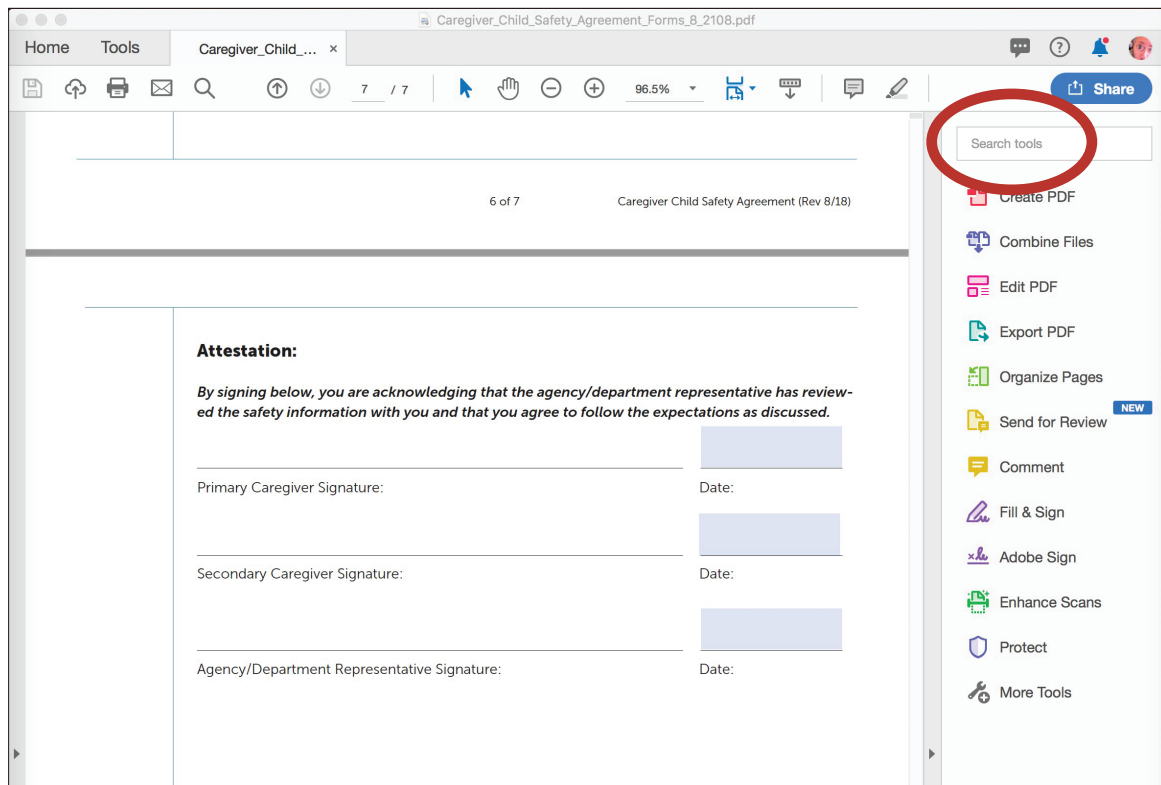 Caregiver_Child_Safety_Agreement_Forms_8_2108.pdf
Home Tools Caregiver_Child_... ×
7 / 7 96.5% Share
Search tools
Create PDF
Combine Files
Edit PDF
Export PDF
Organize Pages
NEW
Send for Review
Comment
Fill & Sign
Adobe Sign
Enhance Scans
Protect
More Tools
6 of 7 Caregiver Child Safety Agreement (Rev 8/18)
Attestation:
By signing below, you are acknowledging that the agency/department representative has review-
ed the safety information with you and that you agree to follow the expectations as discussed.
Primary Caregiver Signature: Date:
Secondary Caregiver Signature: Date:
Agency/Department Representative Signature: Date: